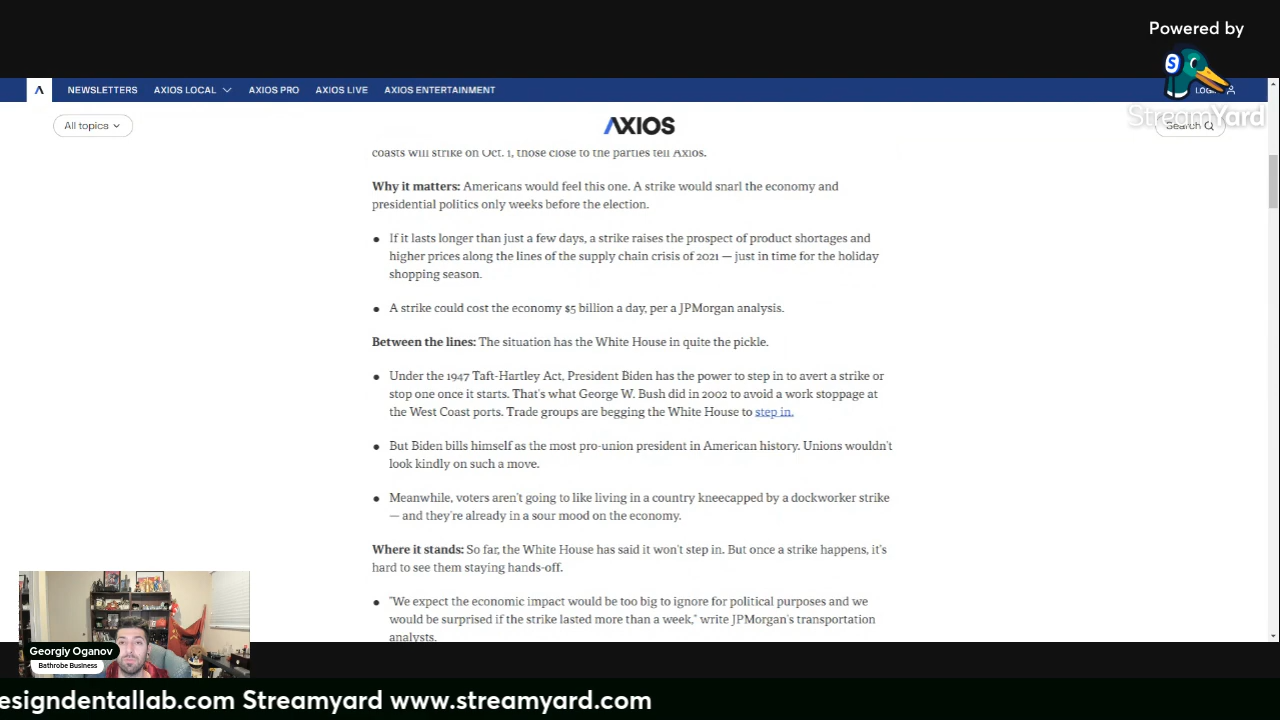 Powered by
S
StreamYard
NEWSLETTERS AXIOS LOCAL AXIOS PRO AXIOS LIVE AXIOS ENTERTAINMENT
All topics
AXIOS
Search
coasts will strike on Oct. 1, those close to the parties tell Axios.
Why it matters: Americans would feel this one. A strike would snarl the economy and
presidential politics only weeks before the election.
• If it lasts longer than just a few days, a strike raises the prospect of product shortages and
higher prices along the lines of the supply chain crisis of 2021 — just in time for the holiday
shopping season.
• A strike could cost the economy $5 billion a day, per a JPMorgan analysis.
Between the lines: The situation has the White House in quite the pickle.
• Under the 1947 Taft-Hartley Act, President Biden has the power to step in to avert a strike or
stop one once it starts. That's what George W. Bush did in 2002 to avoid a work stoppage at
the West Coast ports. Trade groups are begging the White House to step in.
• But Biden bills himself as the most pro-union president in American history. Unions wouldn't
look kindly on such a move.
• Meanwhile, voters aren't going to like living in a country kneecapped by a dockworker strike
— and they're already in a sour mood on the economy.
Where it stands: So far, the White House has said it won't step in. But once a strike happens, it's
hard to see them staying hands-off.
• "We expect the economic impact would be too big to ignore for political purposes and we
would be surprised if the strike lasted more than a week," write JPMorgan's transportation
analysts.
Georgiy Oganov
Bathrobe Business
esigndentallab.com Streamyard www.streamyard.com